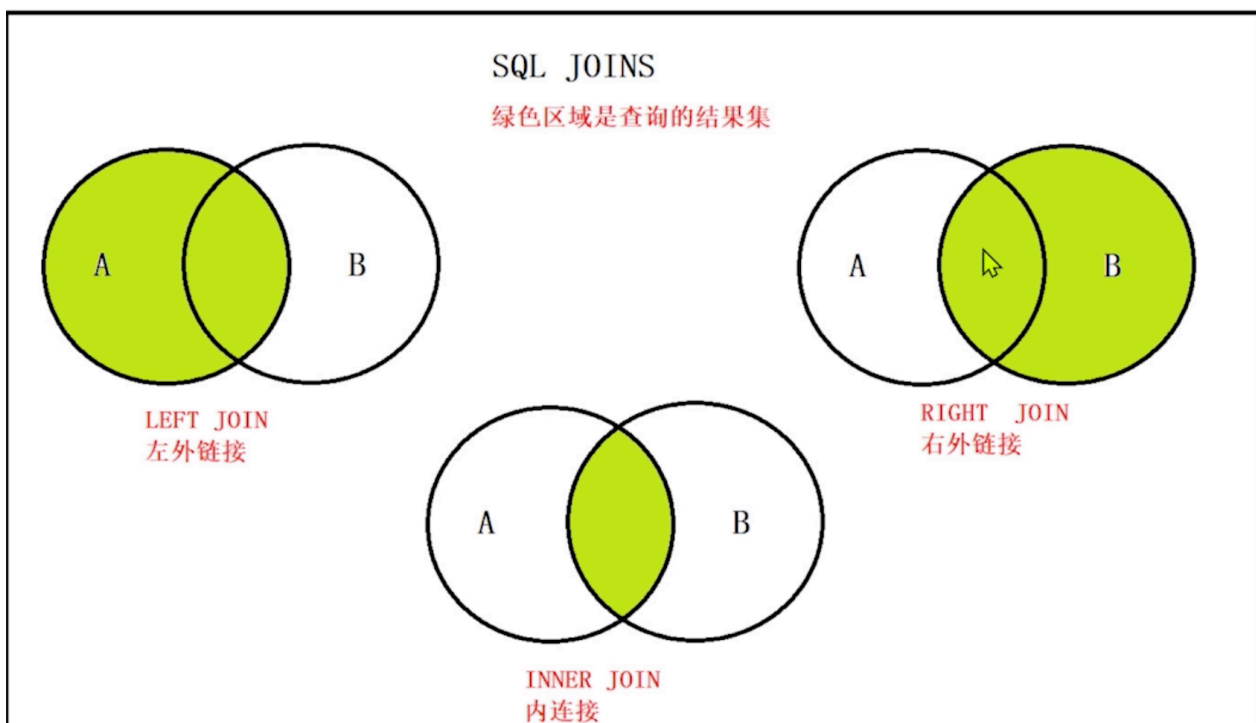 SQL JOINS
绿色区域是查询的结果集
A
B
LEFT JOIN
左外链接
A
B
RIGHT JOIN
右外链接
A
B
INNER JOIN
内连接